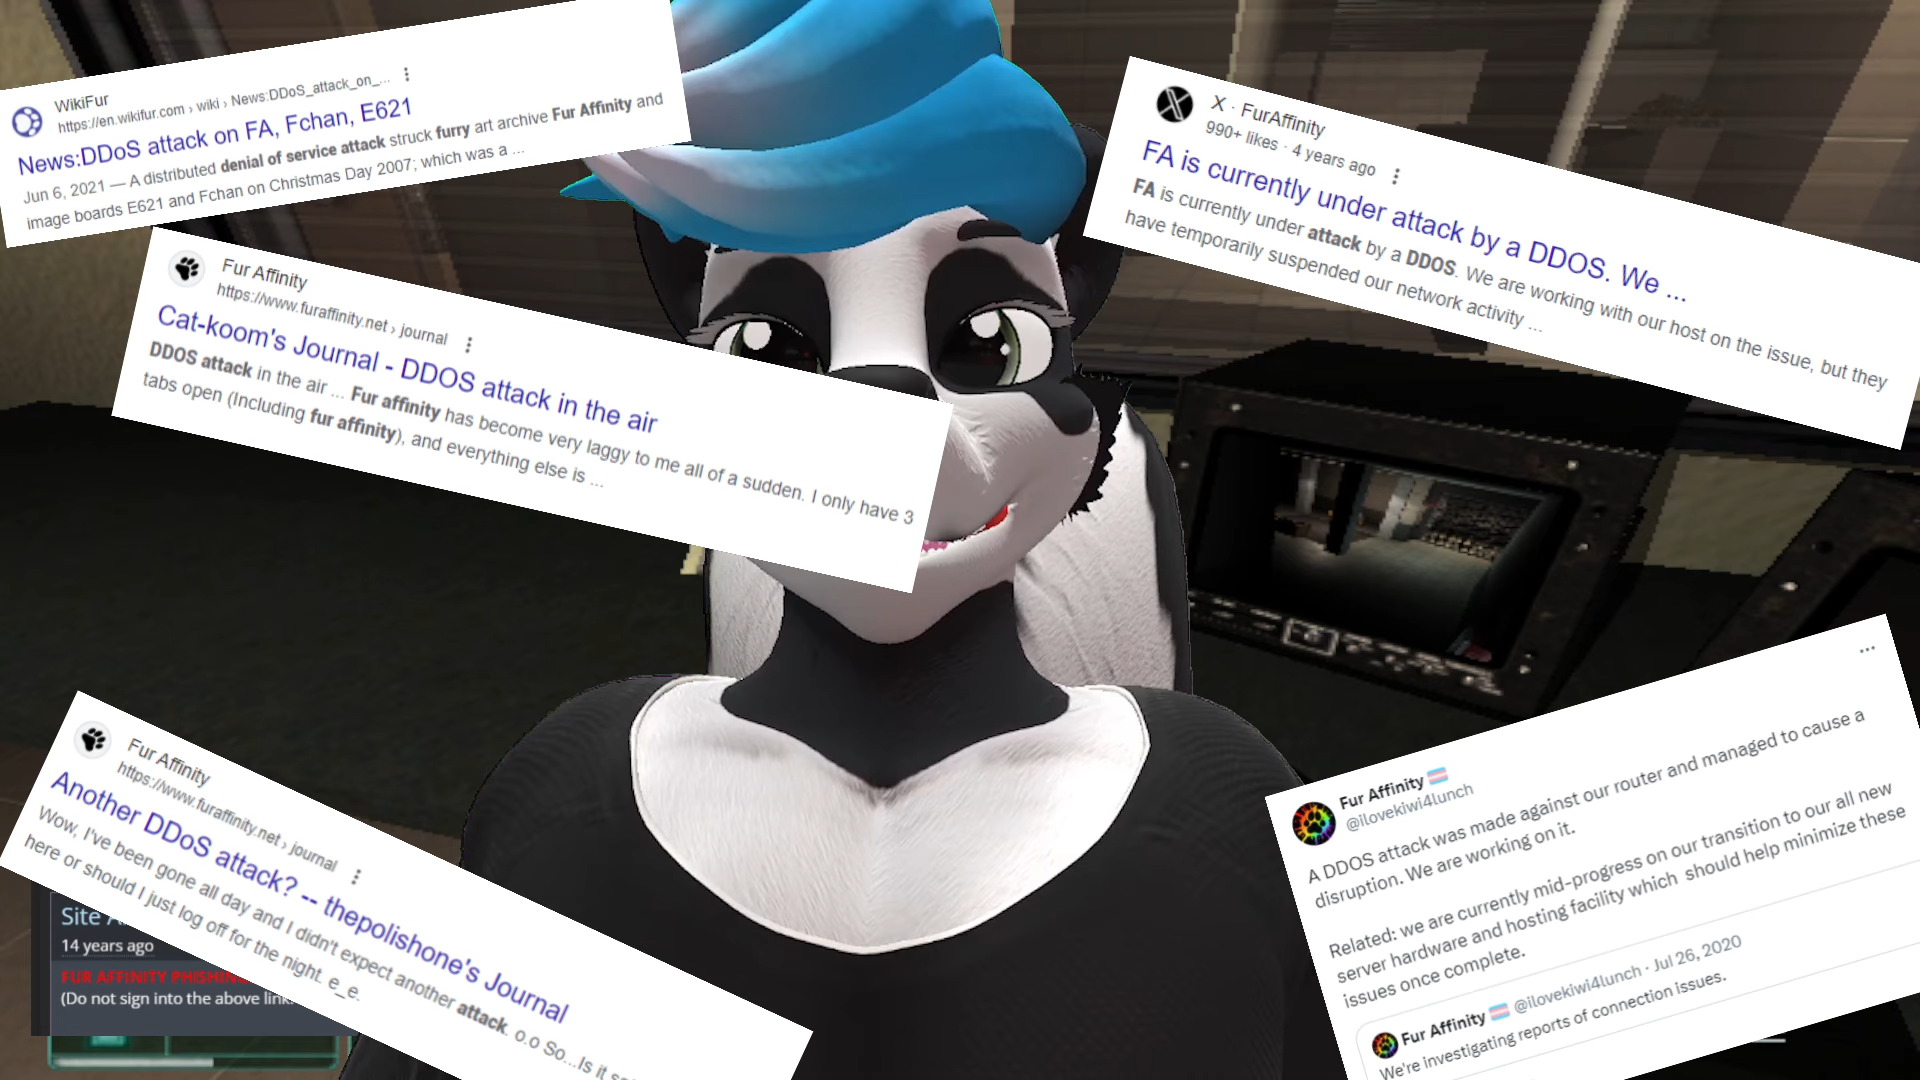 WikiFur
https://en.wikifur.com › wiki › News:DDoS_attack_on_...
News:DDoS attack on FA, Fchan, E621
Jun 6, 2021 — A distributed denial of service attack struck furry art archive Fur Affinity and
image boards E621 and Fchan on Christmas Day 2007; which was a ...
X · FurAffinity
990+ likes · 4 years ago
FA is currently under attack by a DDOS. We ...
FA is currently under attack by a DDOS. We are working with our host on the issue, but they
have temporarily suspended our network activity ...
Fur Affinity
https://www.furaffinity.net › journal
Cat-koom's Journal - DDOS attack in the air
DDOS attack in the air ... Fur affinity has become very laggy to me all of a sudden. I only have 3
tabs open (Including fur affinity), and everything else is ...
Fur Affinity
https://www.furaffinity.net › journal
Another DDoS attack? -- thepolishone's Journal
Wow, I've been gone all day and I didn't expect another attack. o.o So...Is it
here or should I just log off for the night. e_e.
Site
14 years ago
FUR AFFINITY
(Do not sign into the above link.
Fur Affinity
@ilovekiwi4lunch
A DDOS attack was made against our router and managed to cause a
disruption. We are working on it.
Related: we are currently mid-progress on our transition to our all new
server hardware and hosting facility which should help minimize these
issues once complete.
Fur Affinity @ilovekiwi4lunch · Jul 26, 2020
We're investigating reports of connection issues.